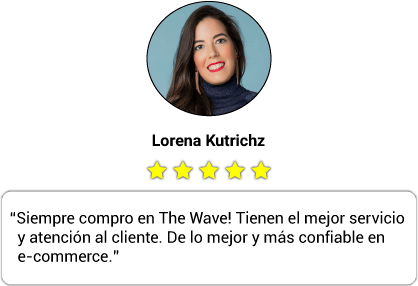 Lorena Kutrichz
“Siempre compro en The Wave! Tienen el mejor servicio
y atención al cliente. De lo mejor y más confiable en
e-commerce.”